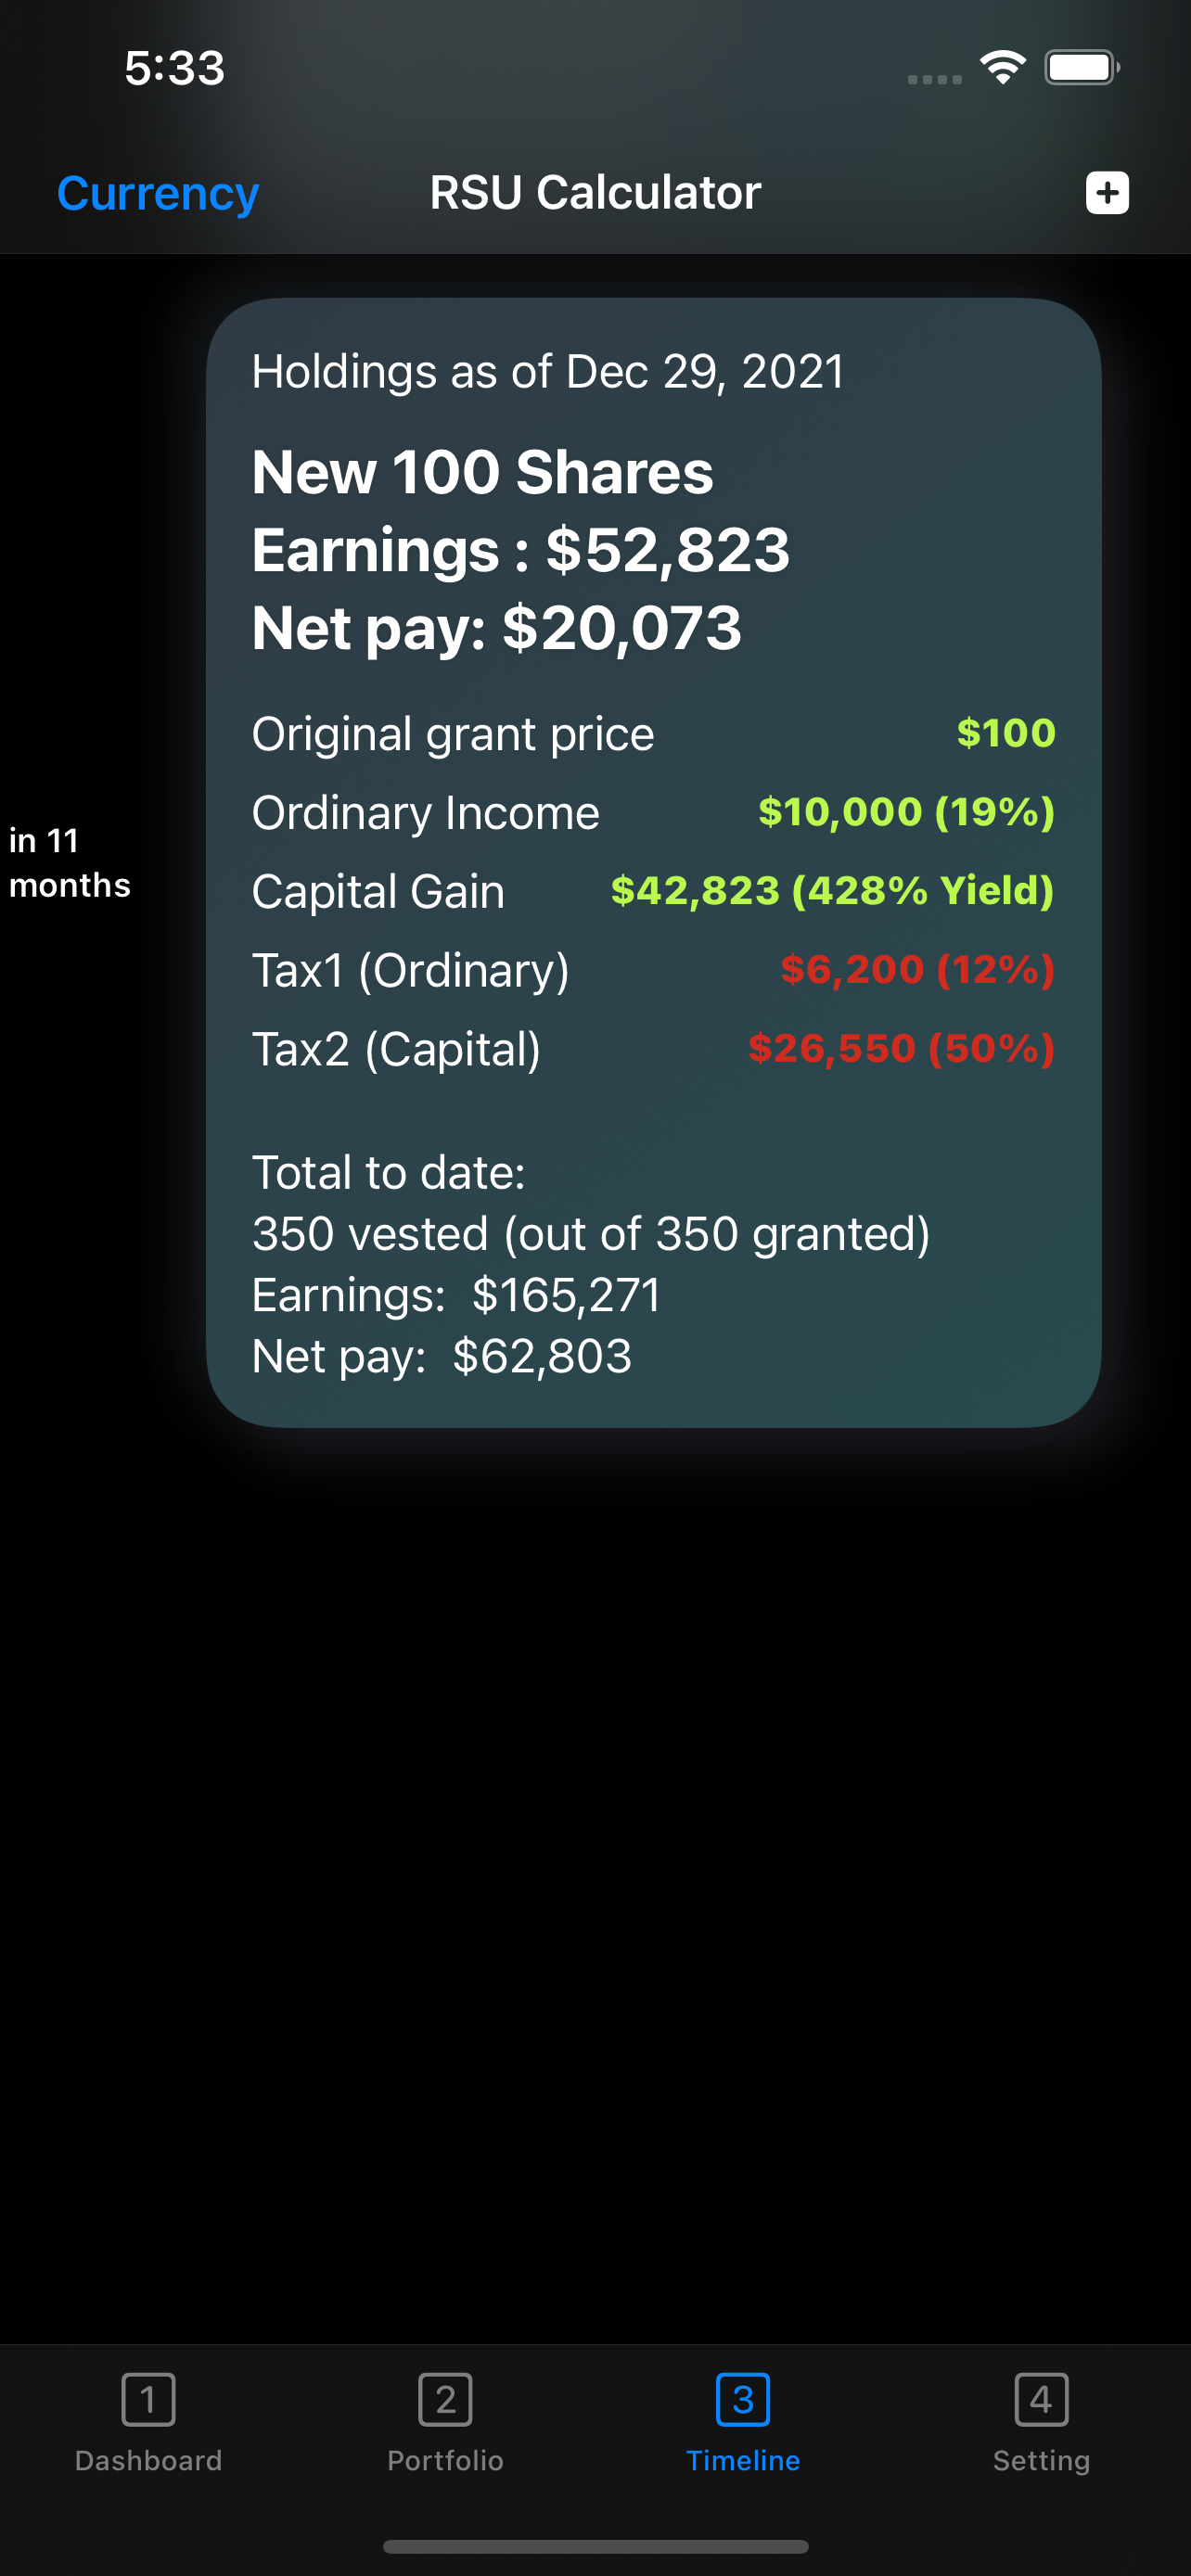 5:33
Currency
RSU Calculator
Holdings as of Dec 29, 2021
New 100 Shares
Earnings : $52,823
Net pay: $20,073
Original grant price $100
Ordinary Income $10,000 (19%)
in 11
months
Capital Gain $42,823 (428% Yield)
Tax1 (Ordinary) $6,200 (12%)
Tax2 (Capital) $26,550 (50%)
Total to date:
350 vested (out of 350 granted)
Earnings: $165,271
Net pay: $62,803
1 2 3 4
Dashboard Portfolio Timeline Setting